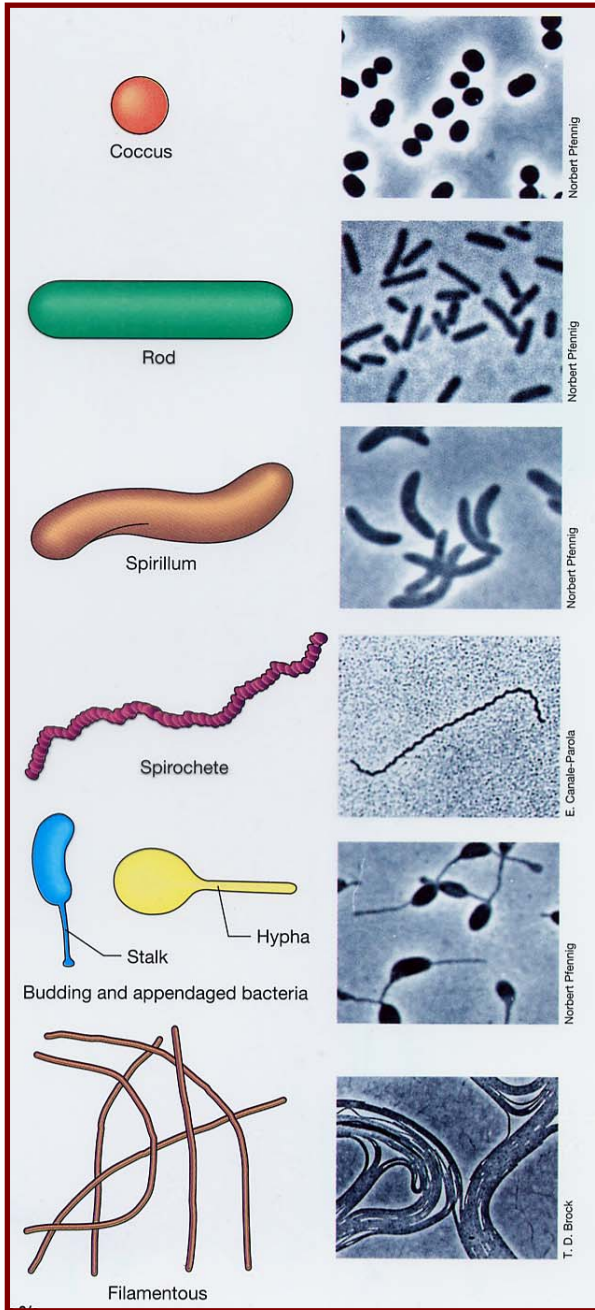 Coccus
Norbert Pfennig
Rod
Norbert Pfennig
Spirillum
Norbert Pfennig
Spirochete
E. Canale-Parola
Stalk
Hypha
Budding and appendaged bacteria
Norbert Pfennig
Filamentous
T. D. Brock